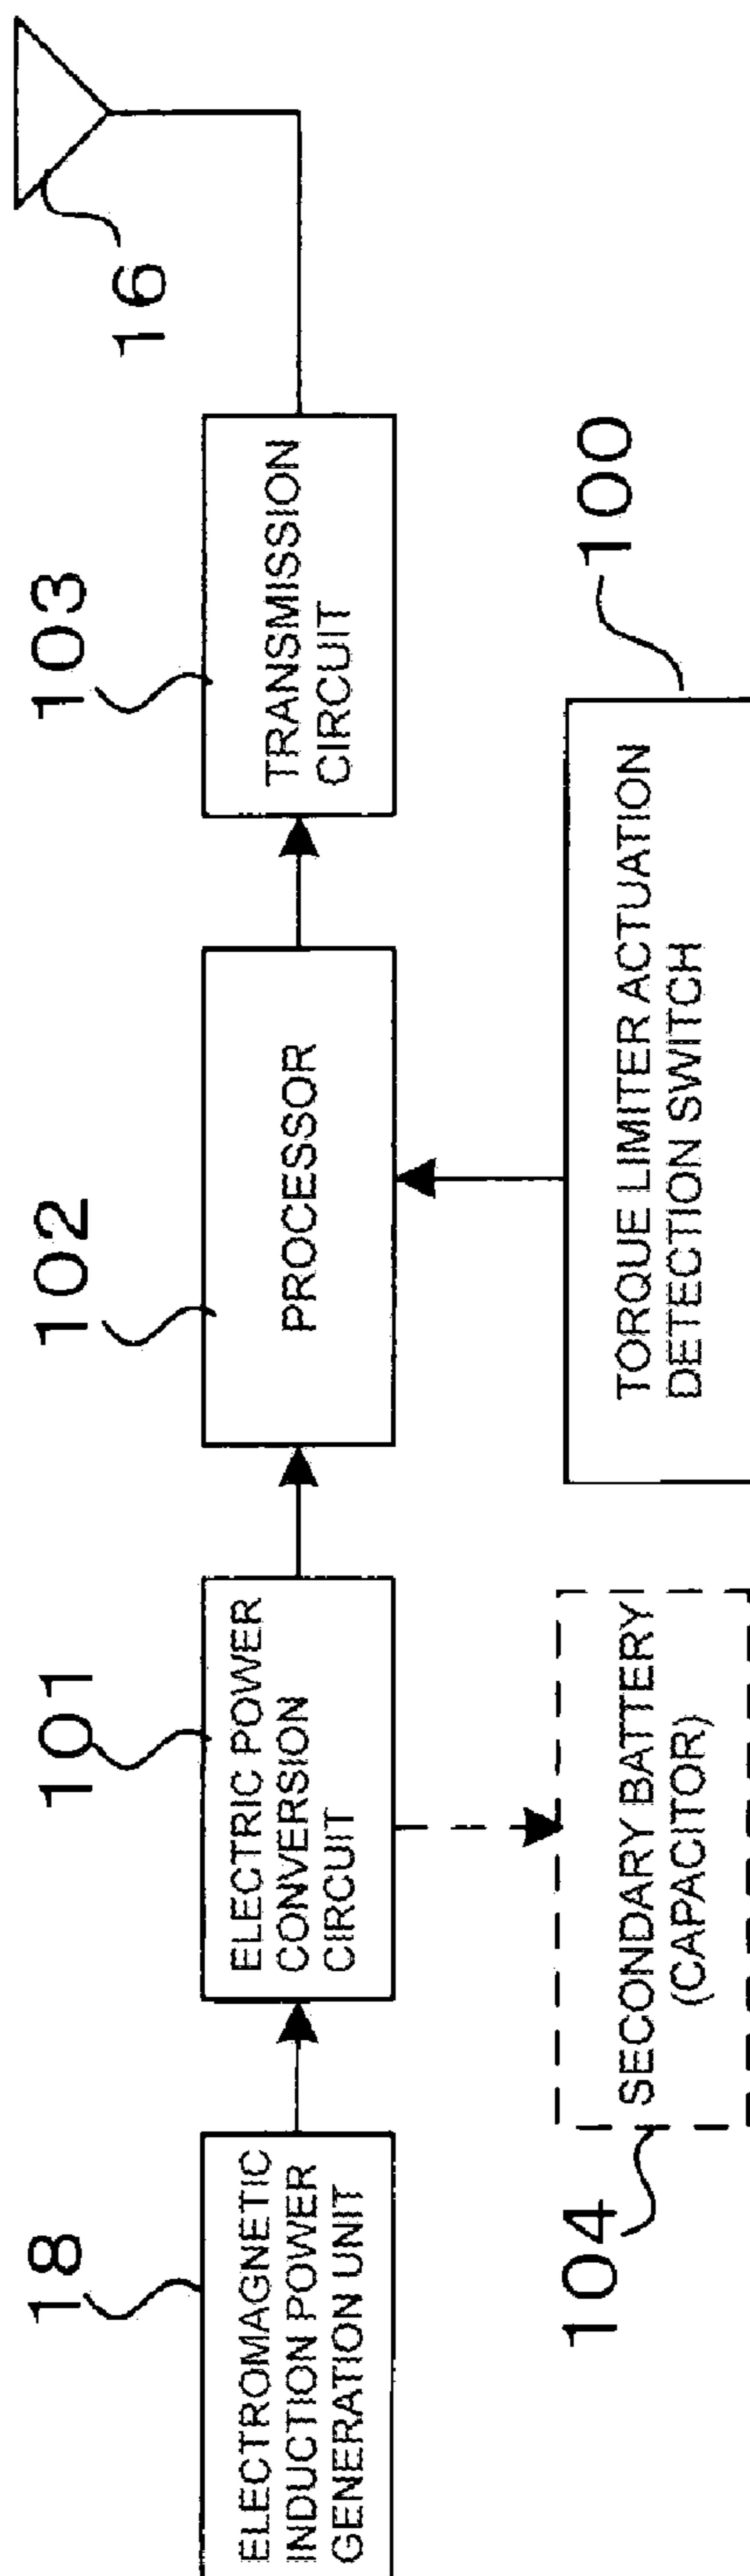 18
ELECTROMAGNETIC
INDUCTION POWER
GENERATION UNIT
101
ELECTRIC POWER
CONVERSION
CIRCUIT
102
PROCESSOR
103
TRANSMISSION
CIRCUIT
16
104
SECONDARY BATTERY
(CAPACITOR)
TORQUE LIMITER ACTUATION
DETECTION SWITCH
100